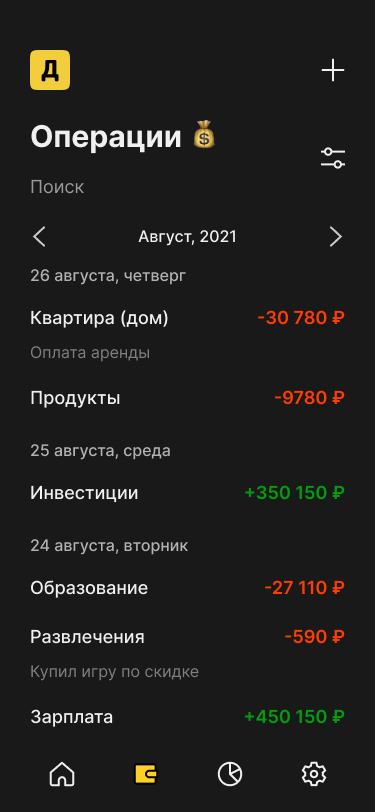 Д
Операции 💰
Поиск
Август, 2021
26 августа, четверг
Квартира (дом) -30 780 ₽
Оплата аренды
Продукты -9780 ₽
25 августа, среда
Инвестиции +350 150 ₽
24 августа, вторник
Образование -27 110 ₽
Развлечения -590 ₽
Купил игру по скидке
Зарплата +450 150 ₽